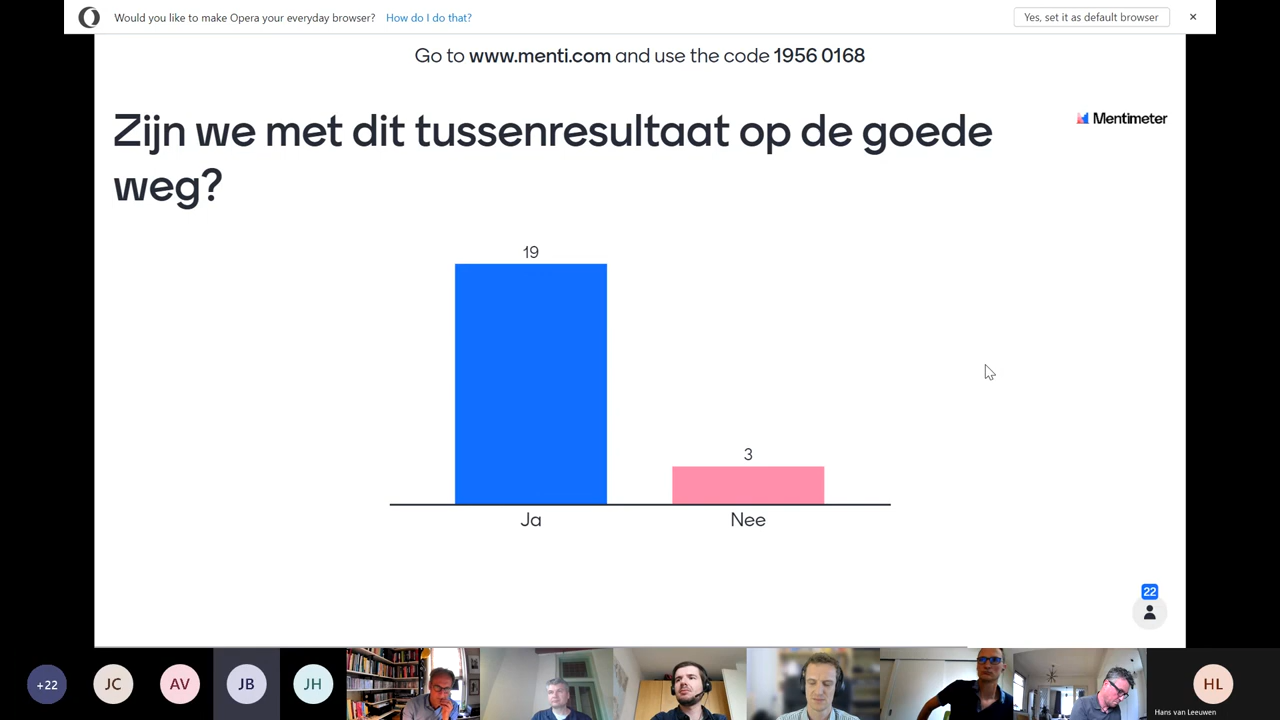 Would you like to make Opera your everyday browser? How do I do that? Yes, set it as default browser
Go to www.menti.com and use the code 1956 0168
Zijn we met dit tussenresultaat op de goede
weg?
Mentimeter
19
3
Ja Nee
22
+22 JC AV JB JH HL
Hans van Leeuwen